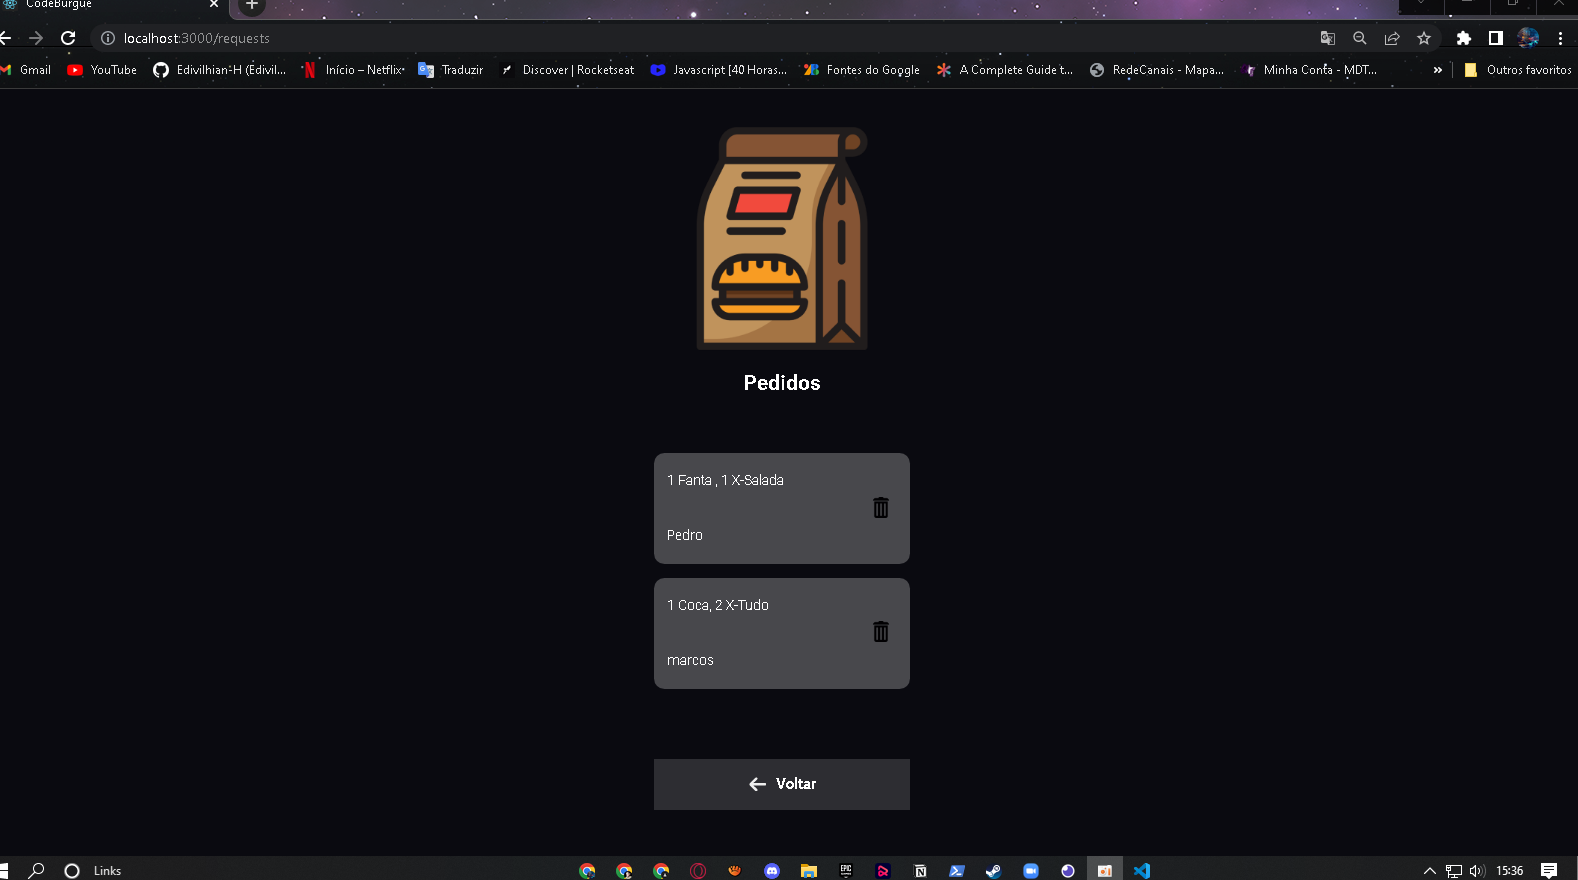 CodeBurgue
localhost:3000/requests
Gmail
YouTube
Edivilhian-H (Edivil...
Início – Netflix
Traduzir
Discover | Rocketseat
Javascript [40 Horas...
Fontes do Google
A Complete Guide t...
RedeCanais - Mapa...
Minha Conta - MDT...
»
Outros favoritos
Pedidos
1 Fanta , 1 X-Salada
Pedro
1 Coca, 2 X-Tudo
marcos
Voltar
Links
EPIC
15:36